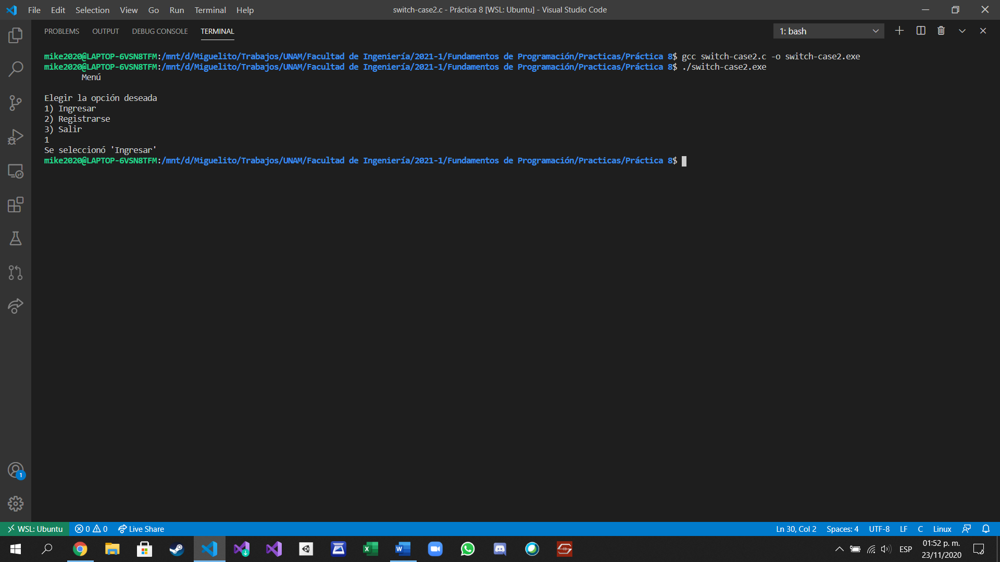 File Edit Selection View Go Run Terminal Help
switch-case2.c - Práctica 8 [WSL: Ubuntu] - Visual Studio Code
PROBLEMS OUTPUT DEBUG CONSOLE TERMINAL
1: bash
mike2020@LAPTOP-6VSN8TFM:/mnt/d/Miguelito/Trabajos/UNAM/Facultad de Ingeniería/2021-1/Fundamentos de Programación/Practicas/Práctica 8$ gcc switch-case2.c -o switch-case2.exe
mike2020@LAPTOP-6VSN8TFM:/mnt/d/Miguelito/Trabajos/UNAM/Facultad de Ingeniería/2021-1/Fundamentos de Programación/Practicas/Práctica 8$ ./switch-case2.exe
Menú
Elegir la opción deseada
1) Ingresar
2) Registrarse
3) Salir
1
Se seleccionó 'Ingresar'
mike2020@LAPTOP-6VSN8TFM:/mnt/d/Miguelito/Trabajos/UNAM/Facultad de Ingeniería/2021-1/Fundamentos de Programación/Practicas/Práctica 8$
1
WSL: Ubuntu 0 0 Live Share
Ln 30, Col 2 Spaces: 4 UTF-8 LF C Linux
ESP
01:52 p. m.
23/11/2020